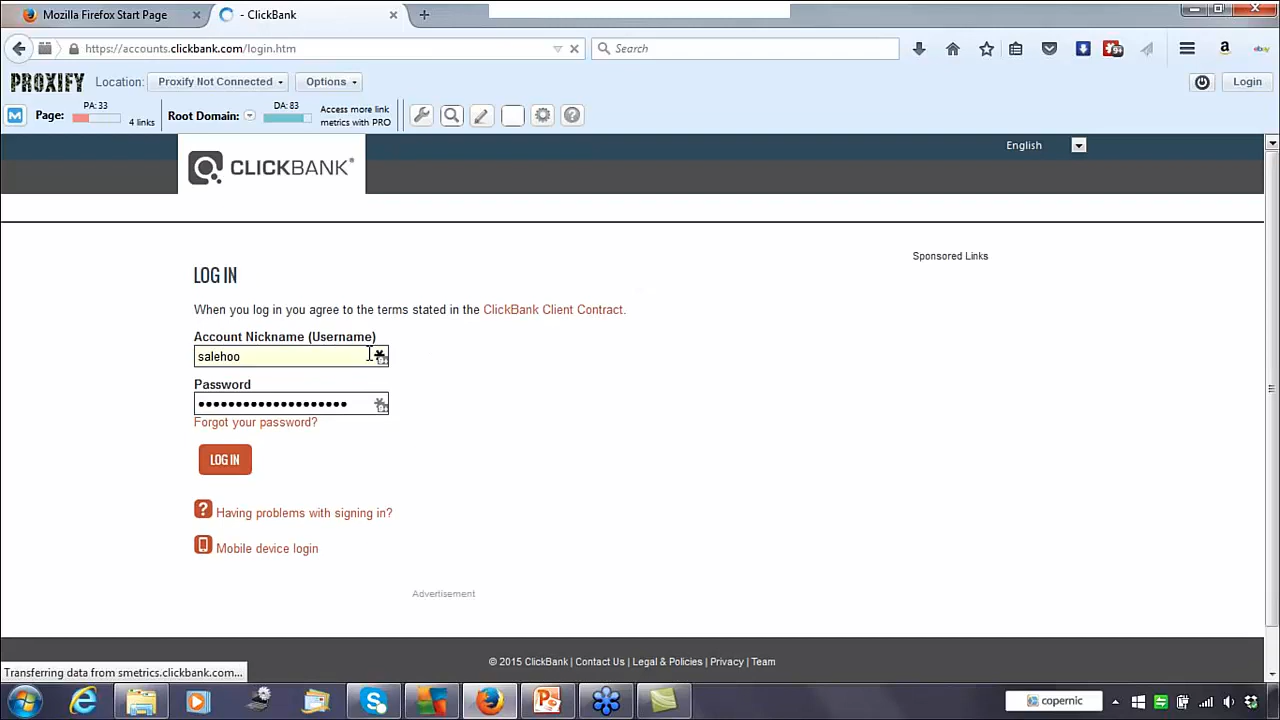 Mozilla Firefox Start Page
- ClickBank
https://accounts.clickbank.com/login.htm
Search
9+
a
ebay
PROXIFY Location: Proxify Not Connected Options
Login
M Page: PA: 33 4 links Root Domain: DA: 83 Access more link
metrics with PRO
CLICKBANK®
English
LOG IN
Sponsored Links
When you log in you agree to the terms stated in the ClickBank Client Contract.
Account Nickname (Username)
salehoo
Password
Forgot your password?
LOG IN
? Having problems with signing in?
Mobile device login
Advertisement
© 2015 ClickBank | Contact Us | Legal & Policies | Privacy | Team
Transferring data from smetrics.clickbank.com...
copernic